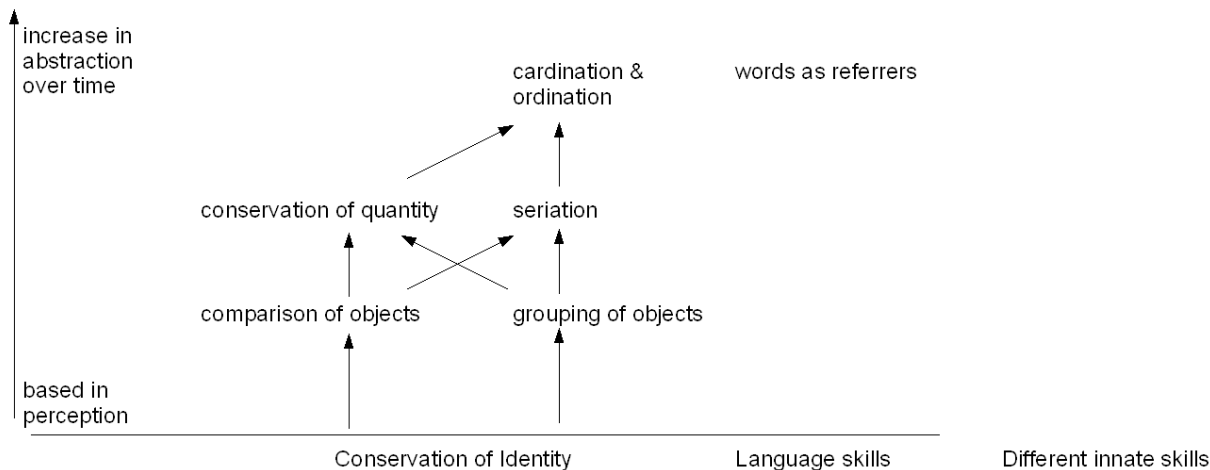 increase in
abstraction
over time
cardination &
ordination
words as referrers
conservation of quantity
seriation
comparison of objects
grouping of objects
based in
perception
Conservation of Identity
Language skills
Different innate skills